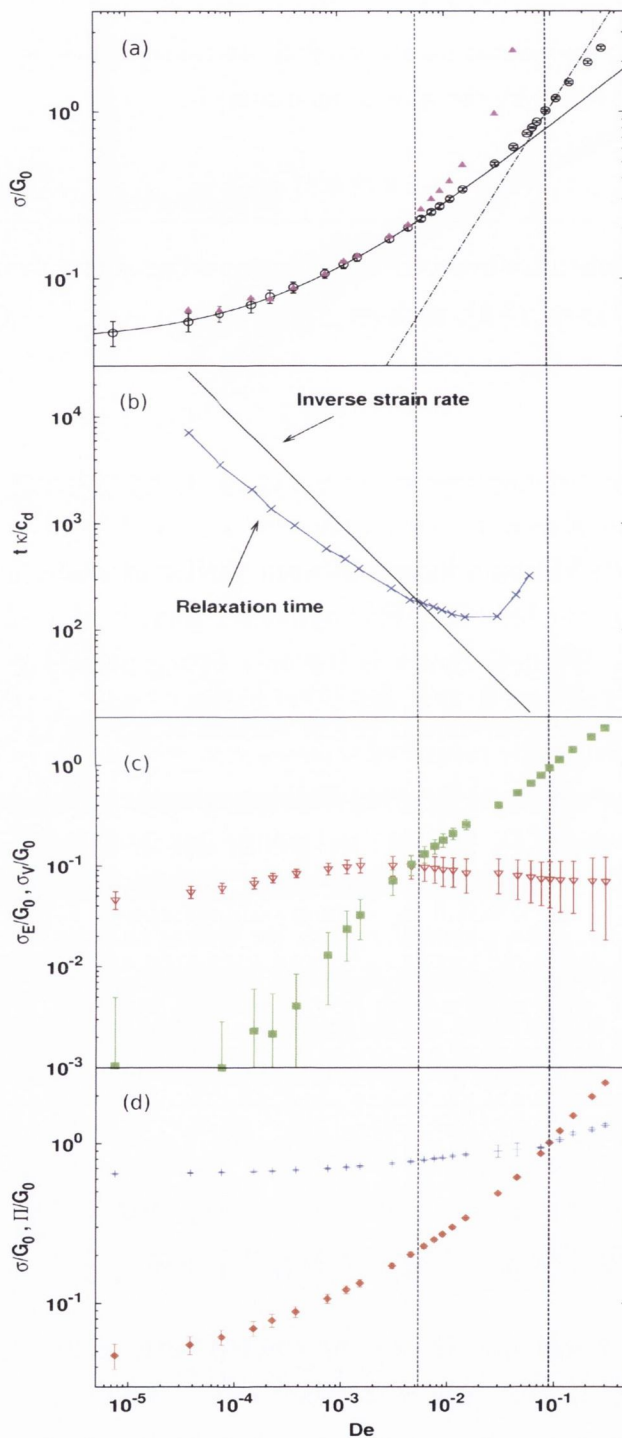 (a)
10⁰
10⁻¹
σ/G₀
(b)
Inverse strain rate
10⁴
10³
10²
t κ/c_d
Relaxation time
(c)
10⁰
10⁻¹
10⁻²
10⁻³
σ_E/G₀ , σ_V/G₀
(d)
10⁰
10⁻¹
σ/G₀ , Π/G₀
10⁻⁵ 10⁻⁴ 10⁻³ 10⁻² 10⁻¹
De